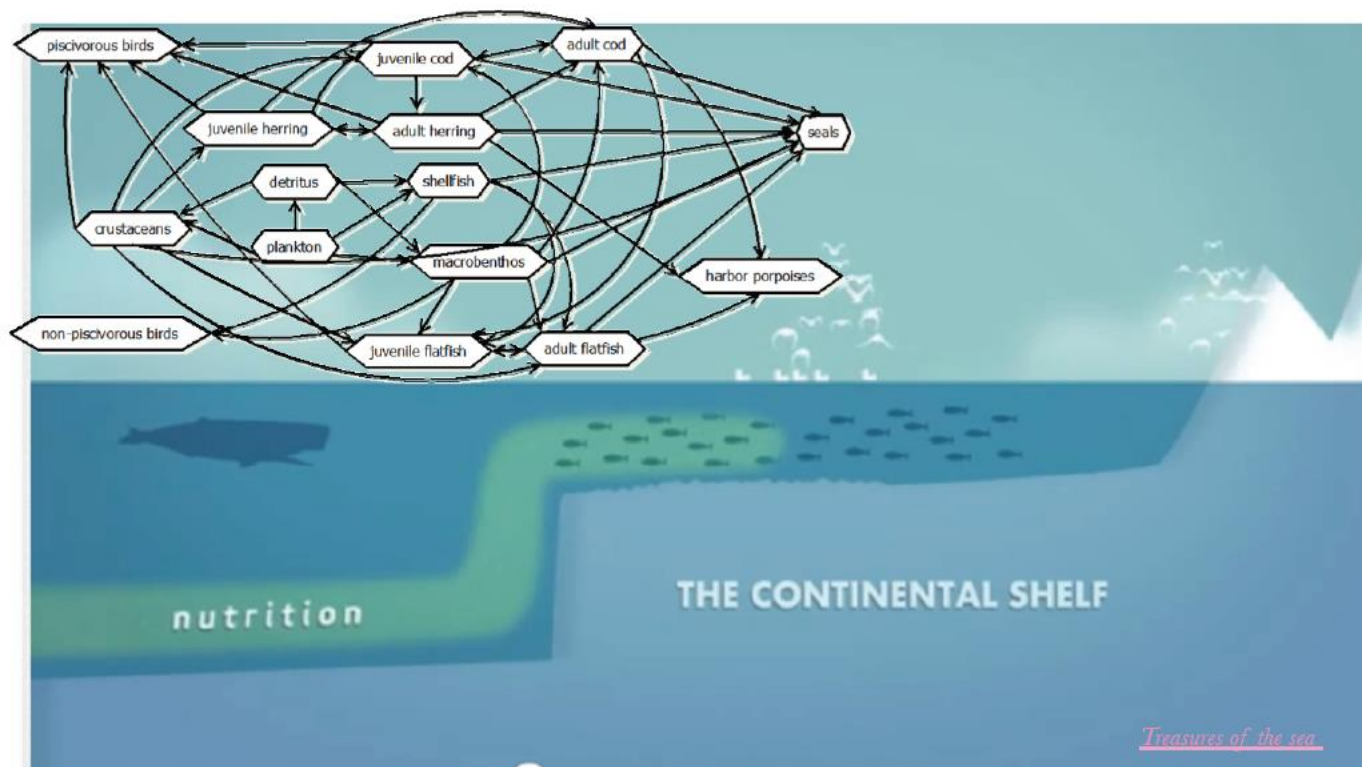 piscivorous birds
juvenile cod
adult cod
juvenile herring
adult herring
seals
detritus
shellfish
crustaceans
plankton
macrobenthos
harbor porpoises
non-piscivorous birds
juvenile flatfish
adult flatfish
nutrition
THE CONTINENTAL SHELF
Treasures of the sea